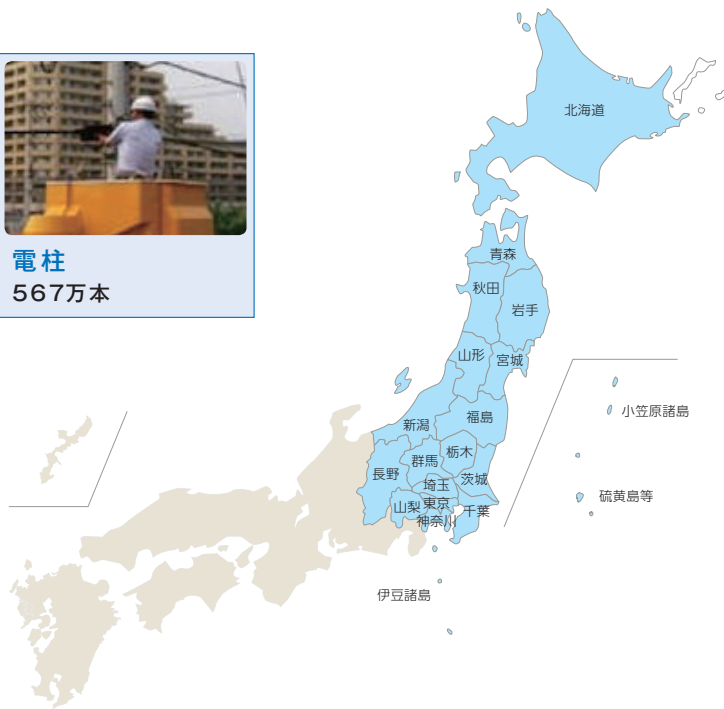 電柱
567万本
北海道
青森
秋田
岩手
山形
宮城
福島
新潟
栃木
群馬
長野
茨城
埼玉
東京
山梨
千葉
神奈川
小笠原諸島
硫黄島等
伊豆諸島